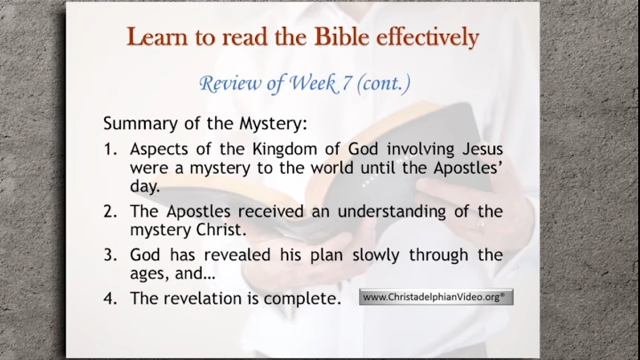 Learn to read the Bible effectively
Review of Week 7 (cont.)
Summary of the Mystery:
1. Aspects of the Kingdom of God involving Jesus
were a mystery to the world until the Apostles’
day.
2. The Apostles received an understanding of the
mystery Christ.
3. God has revealed his plan slowly through the
ages, and…
4. The revelation is complete.
www.ChristadelphianVideo.org®